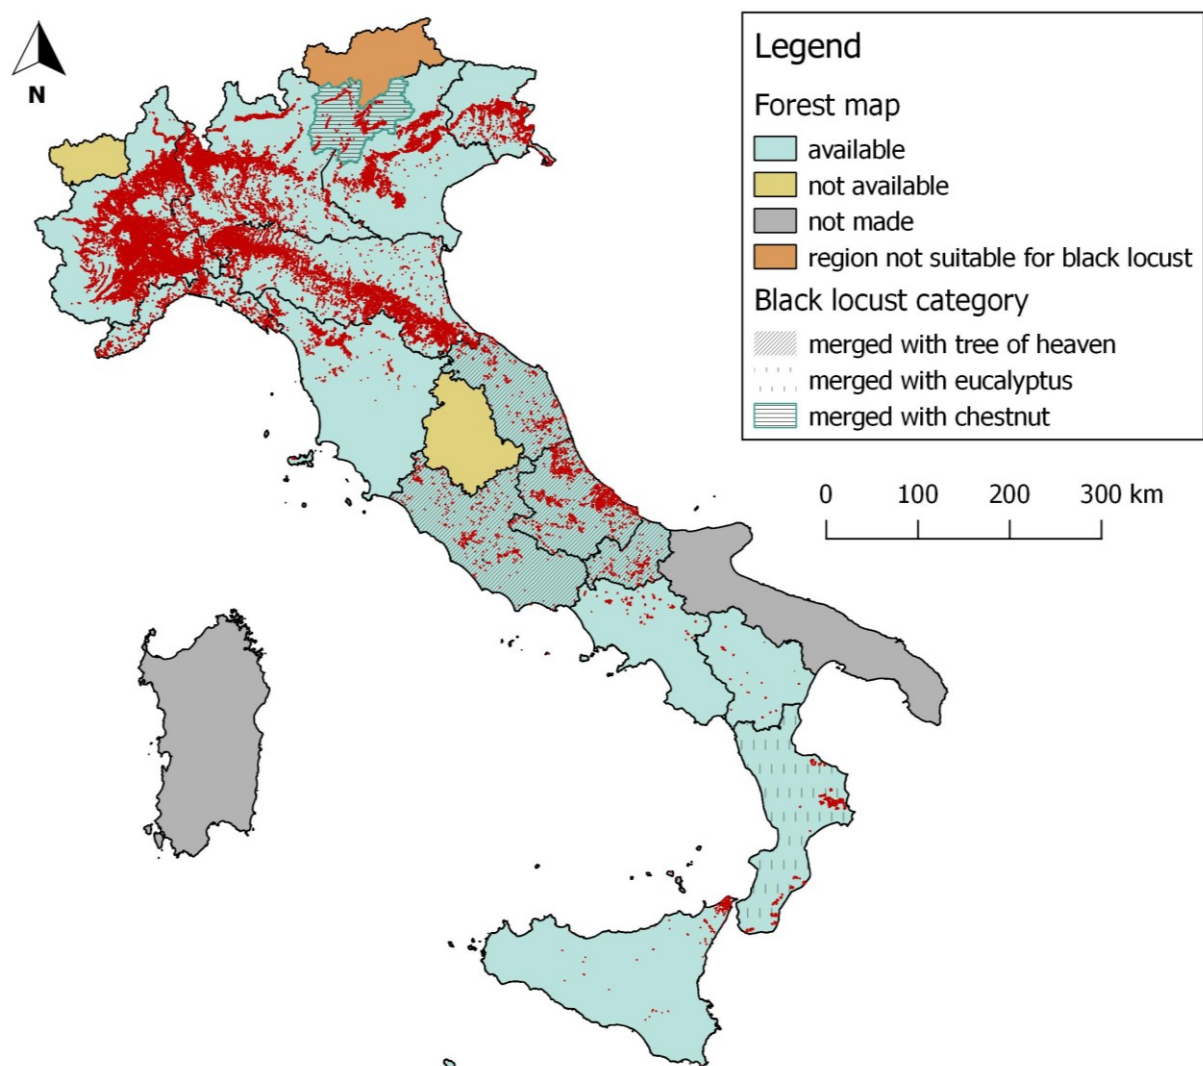 N
Legend
Forest map
available
not available
not made
region not suitable for black locust
Black locust category
merged with tree of heaven
merged with eucalyptus
merged with chestnut
0 100 200 300 km